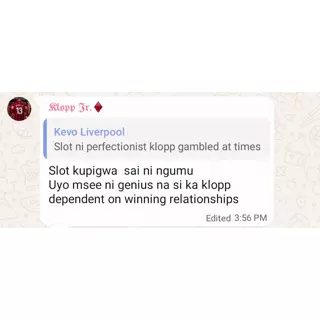 Klopp Jr.♦
Kevo Liverpool
Slot ni perfectionist klopp gambled at times
Slot kupigwa  sai ni ngumu
Uyo msee ni genius na si ka klopp
dependent on winning relationships
Edited 3:56 PM